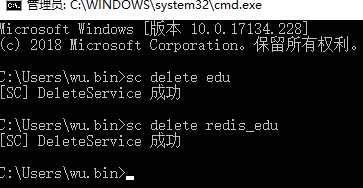 管理员: C:\WINDOWS\system32\cmd.exe
Microsoft Windows [版本 10.0.17134.228]
(c) 2018 Microsoft Corporation。保留所有权利。
C:\Users\wu.bin>sc delete edu
[SC] DeleteService 成功
C:\Users\wu.bin>sc delete redis_edu
[SC] DeleteService 成功
C:\Users\wu.bin>